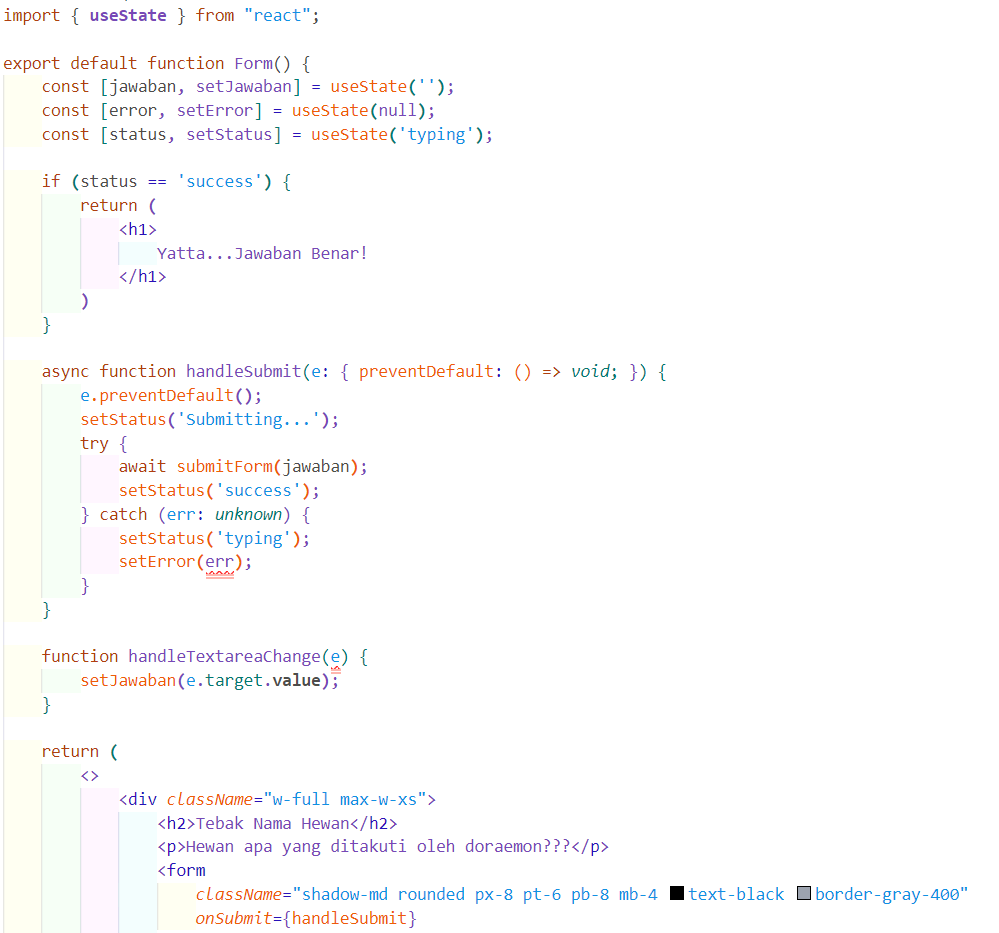 import { useState } from "react";

export default function Form() {
    const [jawaban, setJawaban] = useState('');
    const [error, setError] = useState(null);
    const [status, setStatus] = useState('typing');

    if (status == 'success') {
        return (
            <h1>
                Yatta...Jawaban Benar!
            </h1>
        )
    }

    async function handleSubmit(e: { preventDefault: () => void; }) {
        e.preventDefault();
        setStatus('Submitting...');
        try {
            await submitForm(jawaban);
            setStatus('success');
        } catch (err: unknown) {
            setStatus('typing');
            setError(err);
        }
    }

    function handleTextareaChange(e) {
        setJawaban(e.target.value);
    }

    return (
        <>
            <div className="w-full max-w-xs">
                <h2>Tebak Nama Hewan</h2>
                <p>Hewan apa yang ditakuti oleh doraemon???</p>
                <form
                    className="shadow-md rounded px-8 pt-6 pb-8 mb-4 text-black border-gray-400"
                    onSubmit={handleSubmit}